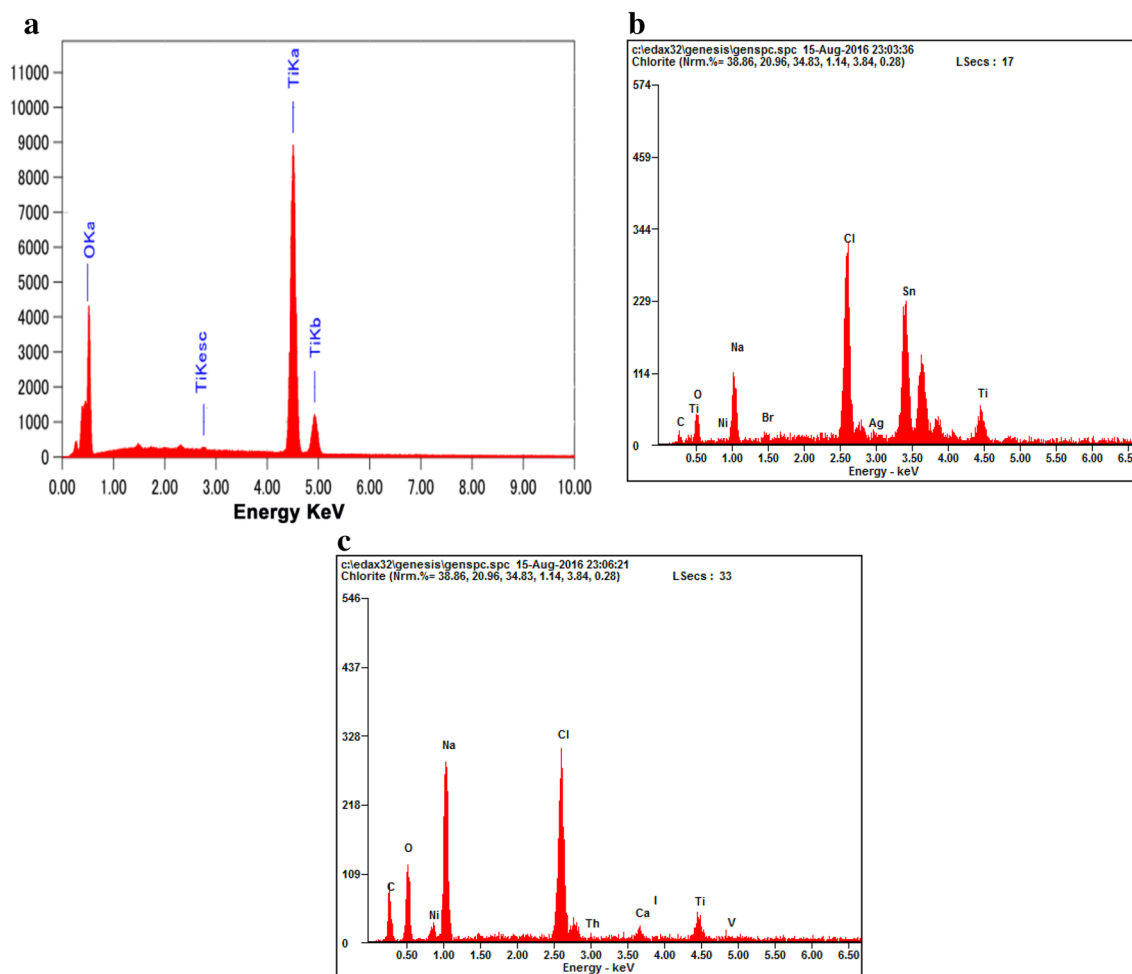 a
11000
10000
9000
8000
7000
6000
5000
4000
3000
2000
1000
0
OKa
TiKesc
TiKa
TiKb
0.00 1.00 2.00 3.00 4.00 5.00 6.00 7.00 8.00 9.00 10.00
Energy KeV
b
c:\edax32\genesis\genspc.spc 15-Aug-2016 23:03:36
Chlorite (Nrm.%= 38.86, 20.96, 34.83, 1.14, 3.84, 0.28) LSecs : 17
574
459
344
229
114
0
Cl
Sn
Na
O
Ti
Ti
Br
C
Ni
Ag
0.50 1.00 1.50 2.00 2.50 3.00 3.50 4.00 4.50 5.00 5.50 6.00 6.50
Energy - keV
c
c:\edax32\genesis\genspc.spc 15-Aug-2016 23:06:21
Chlorite (Nrm.%= 38.86, 20.96, 34.83, 1.14, 3.84, 0.28) LSecs : 33
546
437
328
218
109
0
Cl
Na
O
C
I
Ti
Ni
Ca
Th
V
0.50 1.00 1.50 2.00 2.50 3.00 3.50 4.00 4.50 5.00 5.50 6.00 6.50
Energy - keV